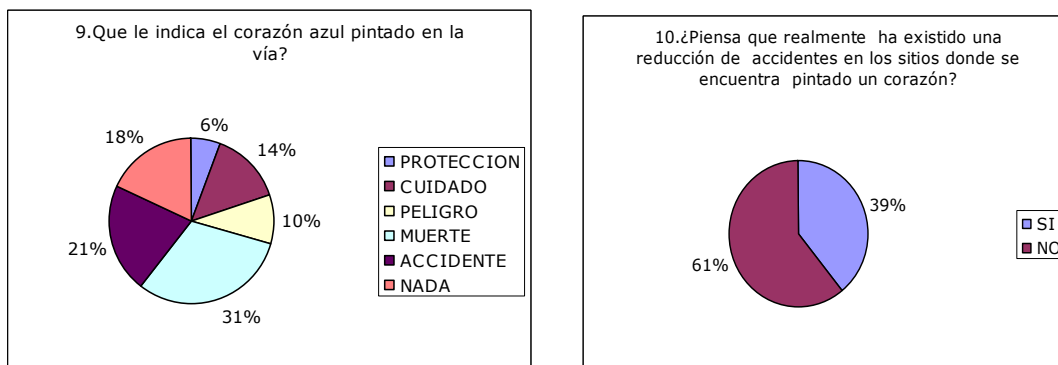 9.Que le indica el corazón azul pintado en la
vía?
6%
18%
14%
10%
21%
31%
PROTECCION
CUIDADO
PELIGRO
MUERTE
ACCIDENTE
NADA
10.¿Piensa que realmente ha existido una
reducción de accidentes en los sitios donde se
encuentra pintado un corazón?
39%
61%
SI
NO